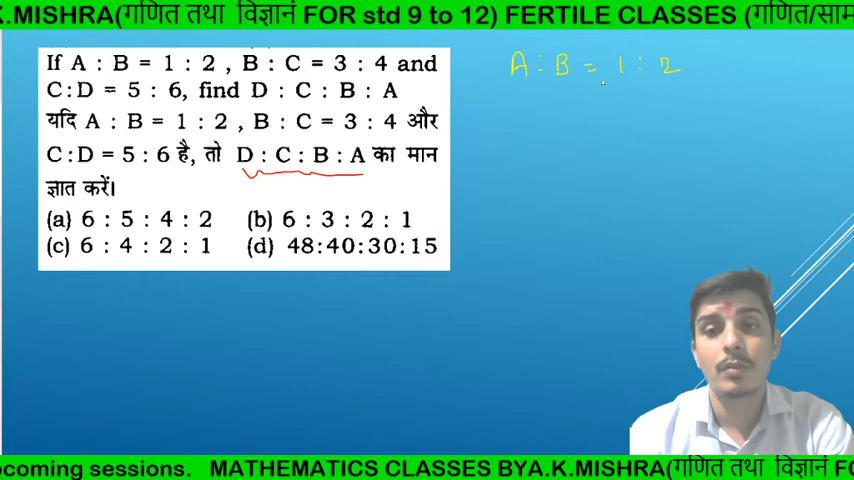 .K.MISHRA(गणित तथा विज्ञानं FOR std 9 to 12) FERTILE CLASSES (गणित/साम
If A : B = 1 : 2 , B : C = 3 : 4 and
C:D = 5 : 6, find D : C : B : A
यदि A : B = 1 : 2 , B : C = 3 : 4 और
C:D = 5 : 6 है, तो D : C : B : A का मान
ज्ञात करें।
(a) 6 : 5 : 4 : 2 (b) 6 : 3 : 2 : 1
(c) 6 : 4 : 2 : 1 (d) 48:40:30:15
A : B = 1 : 2
pcoming sessions. MATHEMATICS CLASSES BYA.K.MISHRA(गणित तथा विज्ञानं FO